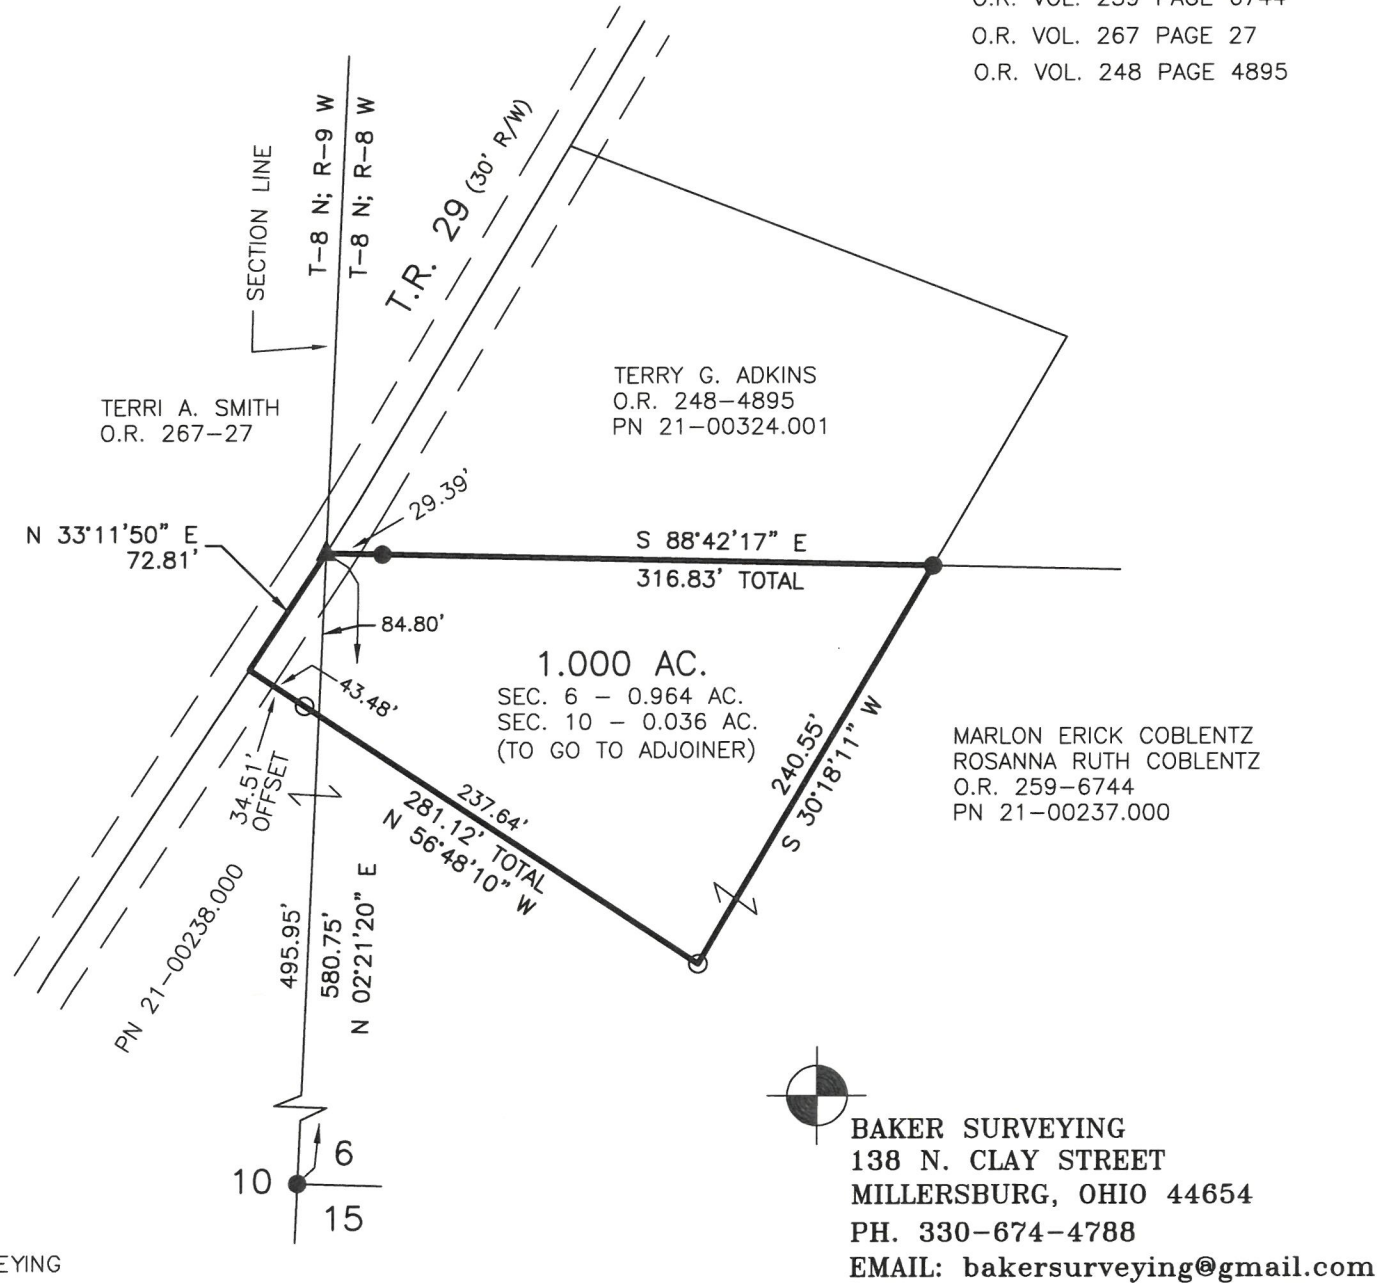 O.R. VOL. 259 PAGE 6744
O.R. VOL. 267 PAGE 27
O.R. VOL. 248 PAGE 4895
SECTION LINE
T-8 N; R-9 W
T-8 N; R-8 W
T.R. 29 (30' R/W)
TERRI A. SMITH
O.R. 267-27
TERRY G. ADKINS
O.R. 248-4895
PN 21-00324.001
29.39'
N 33°11'50" E
72.81'
S 88°42'17" E
316.83' TOTAL
84.80'
43.48'
1.000 AC.
SEC. 6 - 0.964 AC.
SEC. 10 - 0.036 AC.
(TO GO TO ADJOINER)
240.55'
S 30°18'11" W
MARLON ERICK COBLENTZ
ROSANNA RUTH COBLENTZ
O.R. 259-6744
PN 21-00237.000
34.51'
OFFSET
237.64'
281.12' TOTAL
N 56°48'10" W
PN 21-00238.000
495.95'
580.75'
N 02°21'20" E
10
6
15
BAKER SURVEYING
138 N. CLAY STREET
MILLERSBURG, OHIO 44654
PH. 330-674-4788
EMAIL: bakersurveying@gmail.com
EYING